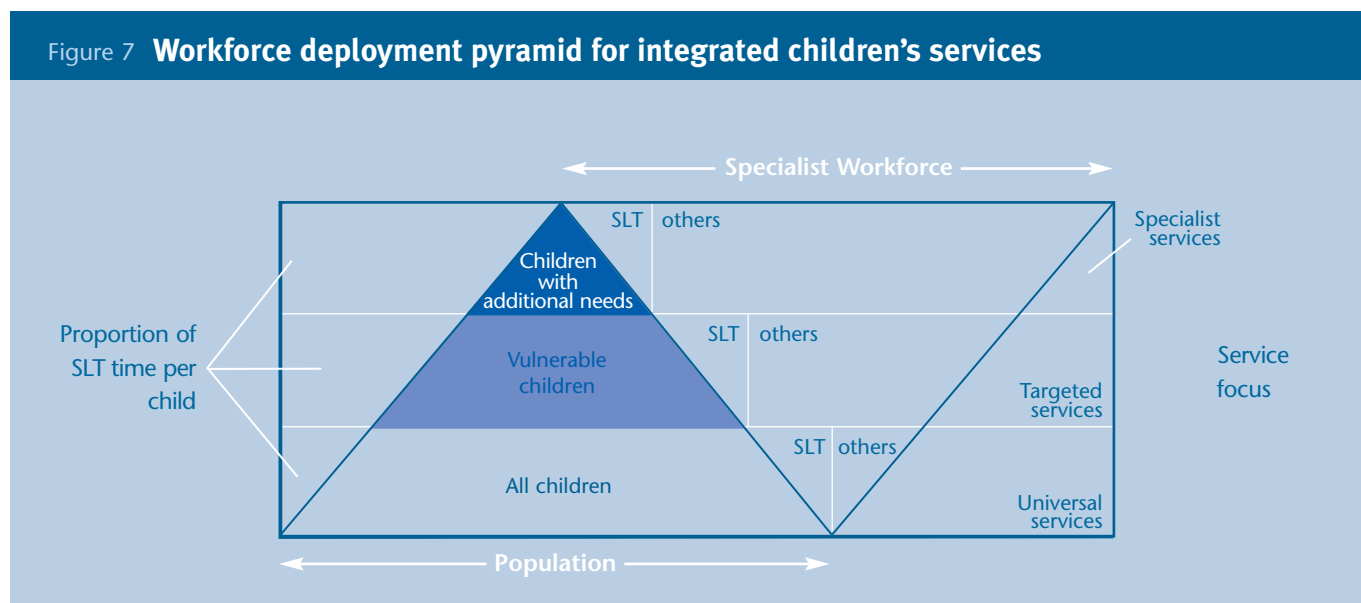 Figure 7 Workforce deployment pyramid for integrated children’s services
Specialist Workforce
SLT others
Specialist
services
Children
with
additional needs
Proportion of
SLT time per
child
SLT others
Vulnerable
children
Service
focus
Targeted
services
SLT others
All children
Universal
services
Population